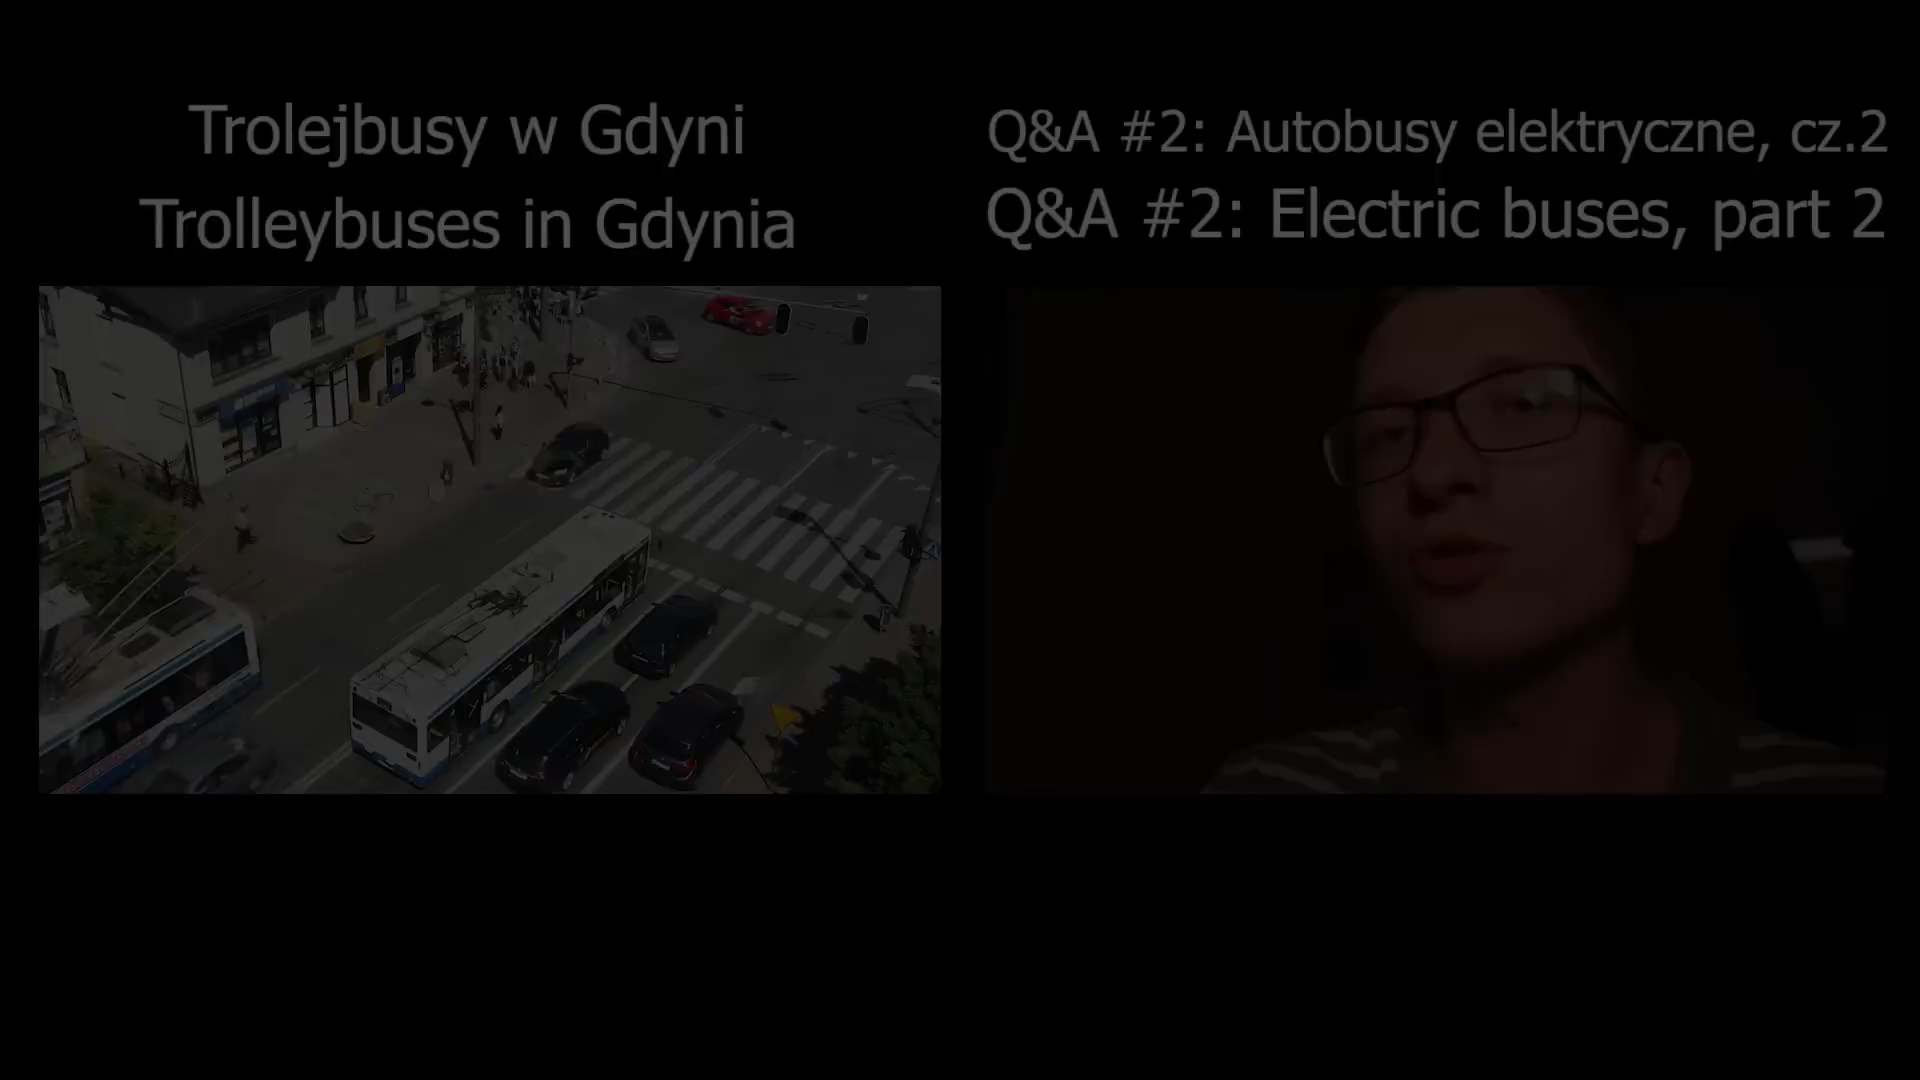 Trolejbusy w Gdyni
Trolleybuses in Gdynia
Q&A #2: Autobusy elektryczne, cz.2
Q&A #2: Electric buses, part 2